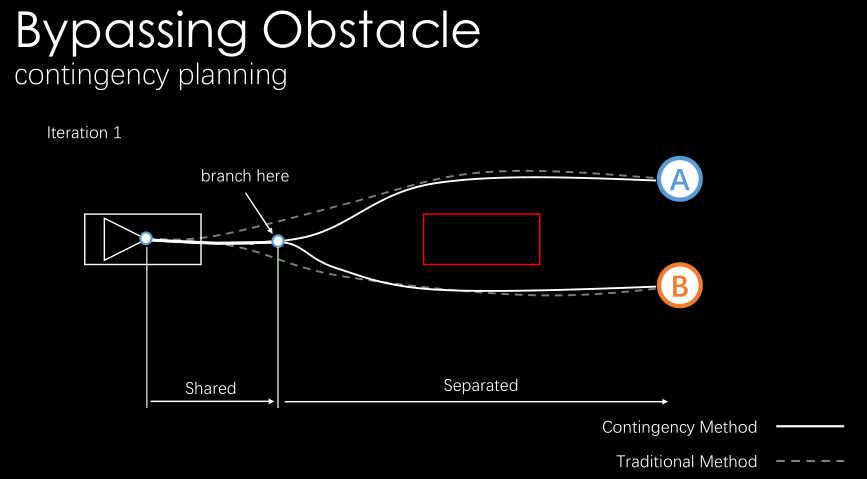 Bypassing Obstacle
contingency planning
Iteration 1
branch here
A
B
Shared
Separated
Contingency Method
Traditional Method